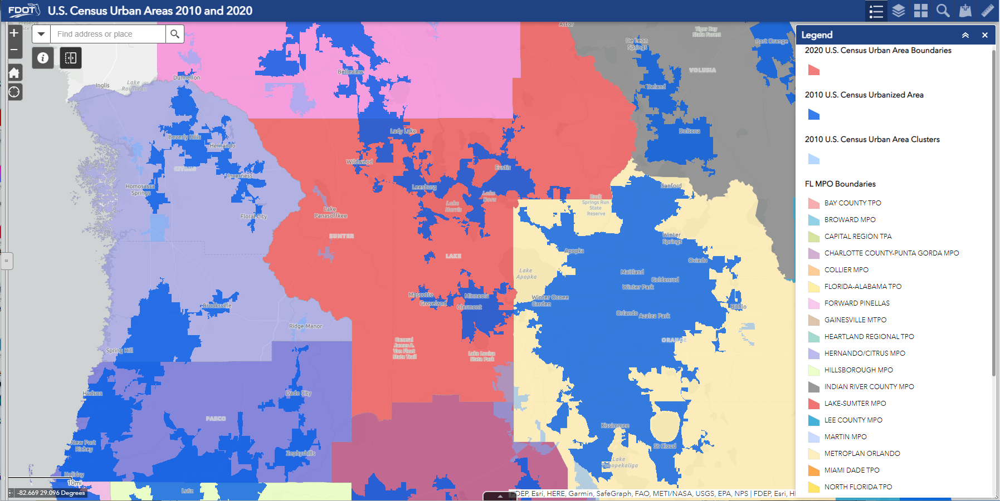 FDOT
U.S. Census Urban Areas 2010 and 2020
Find address or place
Legend
2020 U.S. Census Urban Area Boundaries
2010 U.S. Census Urbanized Area
2010 U.S. Census Urban Area Clusters
FL MPO Boundaries
BAY COUNTY TPO
BROWARD MPO
CAPITAL REGION TPA
CHARLOTTE COUNTY-PUNTA GORDA MPO
COLLIER MPO
FLORIDA-ALABAMA TPO
FORWARD PINELLAS
GAINESVILLE MTPO
HEARTLAND REGIONAL TPO
HERNANDO/CITRUS MPO
HILLSBOROUGH MPO
INDIAN RIVER COUNTY MPO
LAKE-SUMTER MPO
LEE COUNTY MPO
MARTIN MPO
METROPLAN ORLANDO
MIAMI DADE TPO
NORTH FLORIDA TPO
Preserve
Astor
Tiger Bay
State Forest
De Leon
Springs
Port Orange
Belleview
VOLUSIA
Dunnellon
Inglis
Lake
Rousseau
Deland
Lady Lake
Deltona
Beverly Hills
Hernando
Wildwood
Eustis
CITRUS
Inverness
Homosassa
Springs
Leesburg
Sanford
Lake
Dora
Rock
Springs Run
State
Reserve
Lake
Harris
Lake
Panasoffkee
Floral City
SUMTER
Winter
Springs
Apopka
LAKE
Oviedo
Lake
Apopka
Maitland
Goldenrod
Winter Park
Mascotte
Minneola
Groveland
Clermont
Winter Ocoee
Garden
Bithlo
Brooksville
Orlando
Azalea Park
Ridge Manor
ORANGE
General
James A.
Van Fleet
State Trail
Lake Louisa
State Park
Spring Hill
Hudson
Dade City
PASCO
Kissimmee
New Port
Richey
St Cloud
Zephyrhills
Lake
Tohopekaliga
Holiday
10mi
Lutz
-82.669 29.096 Degrees
FDEP, Esri, HERE, Garmin, SafeGraph, FAO, METI/NASA, USGS, EPA, NPS | FDEP, Esri,